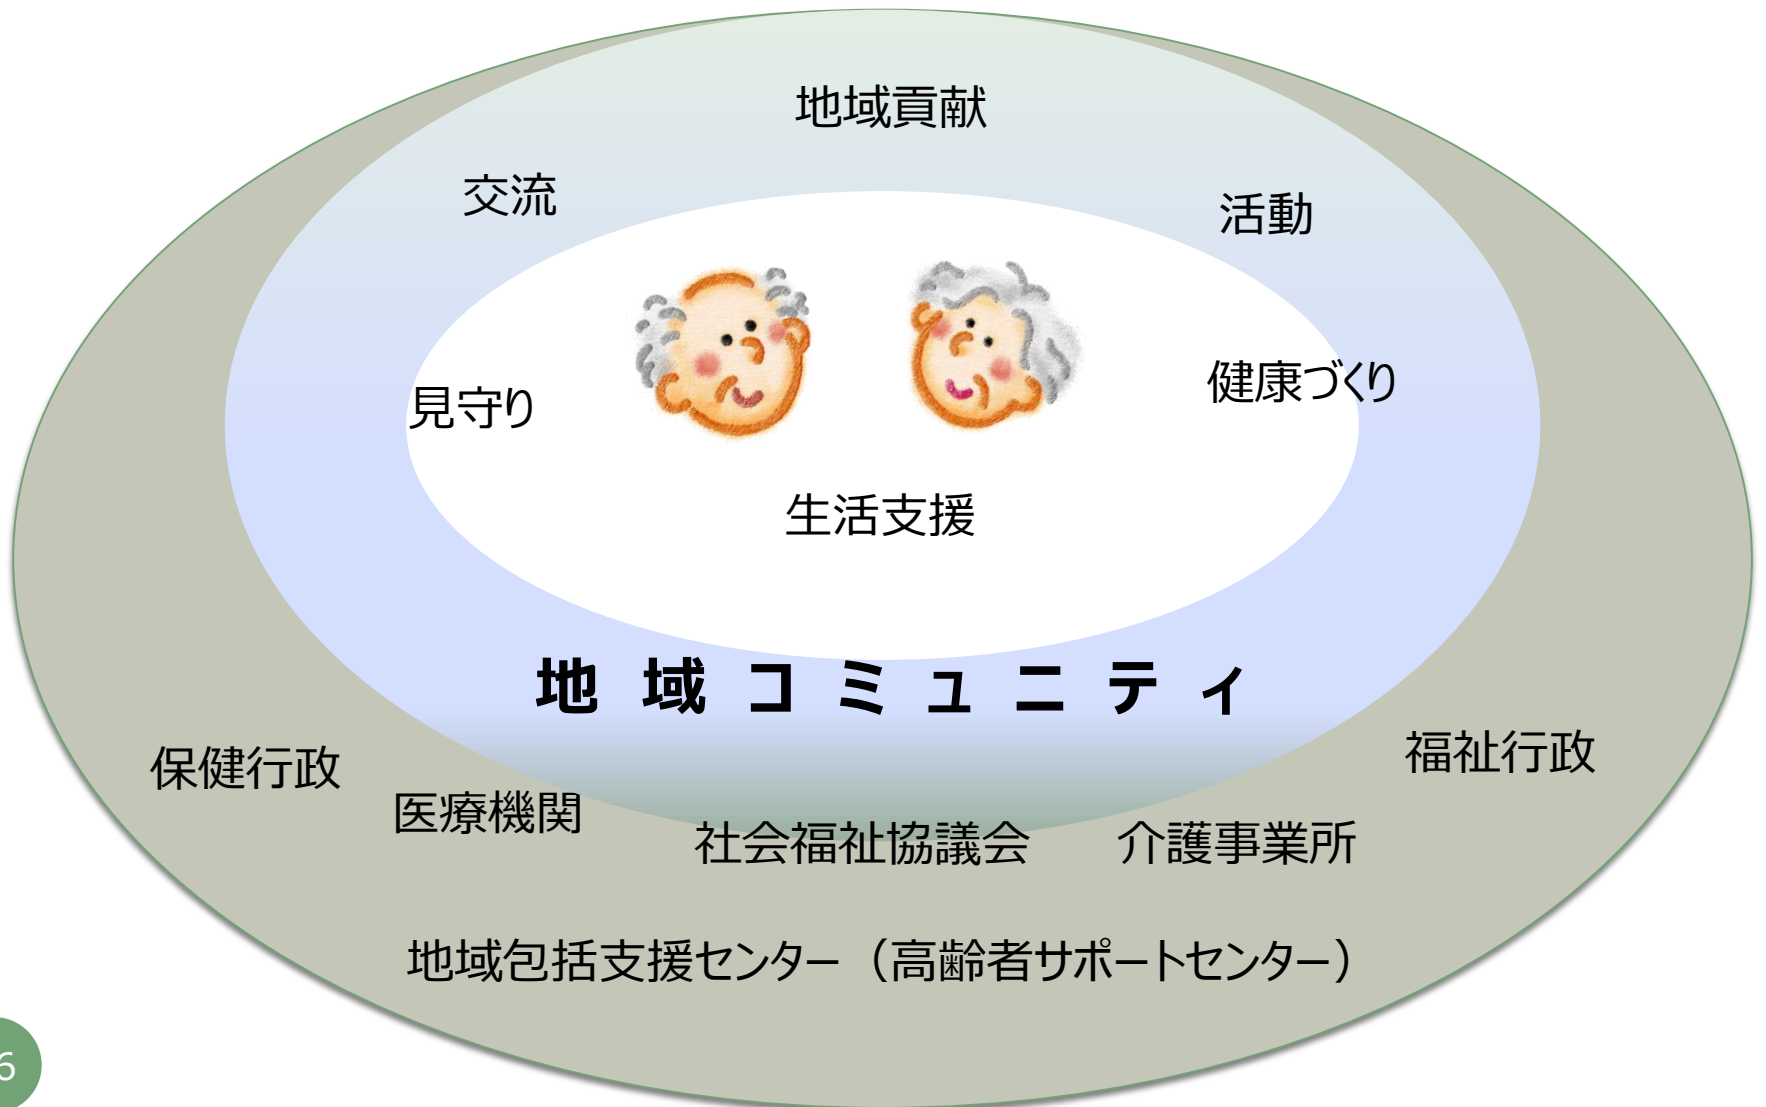 地域貢献
交流
活動
健康づくり
見守り
生活支援
地域コミュニティ
福祉行政
保健行政
医療機関
社会福祉協議会
介護事業所
地域包括支援センター（高齢者サポートセンター）
6